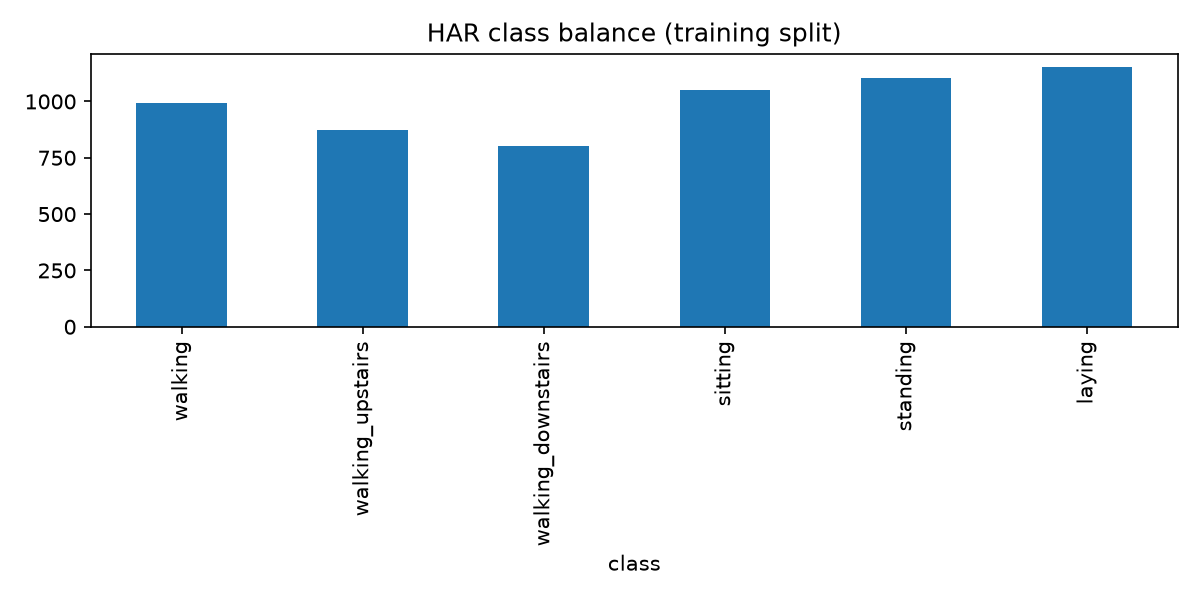 HAR class balance (training split)
1000
750
500
250
0
walking
walking_upstairs
walking_downstairs
sitting
standing
laying
class